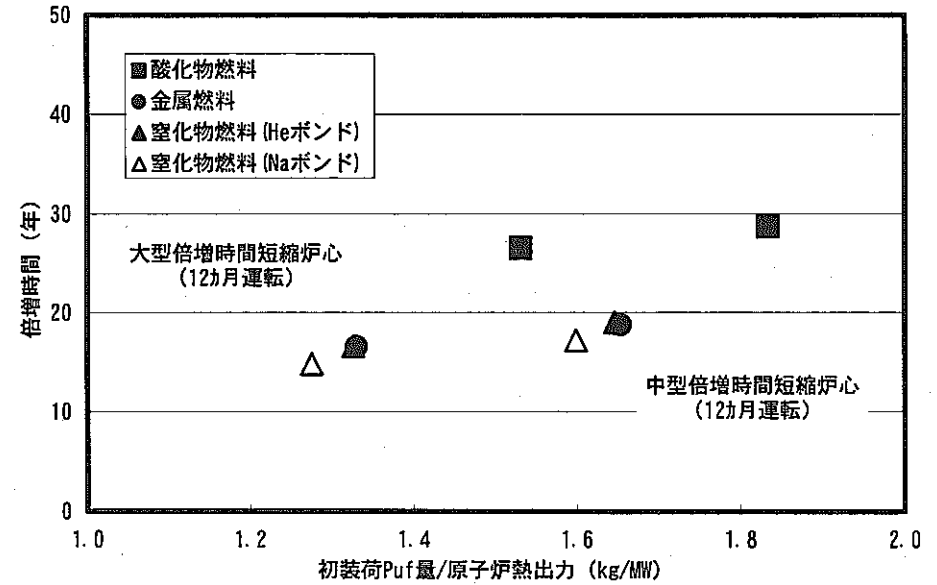 50
40
30
20
10
0
倍増時間 (年)
■酸化物燃料
●金属燃料
▲窒化物燃料(Heボンド)
△窒化物燃料(Naボンド)
大型倍増時間短縮炉心
(12カ月運転)
中型倍増時間短縮炉心
(12カ月運転)
1.0 1.2 1.4 1.6 1.8 2.0
初装荷Puf量/原子炉熱出力 (kg/MW)